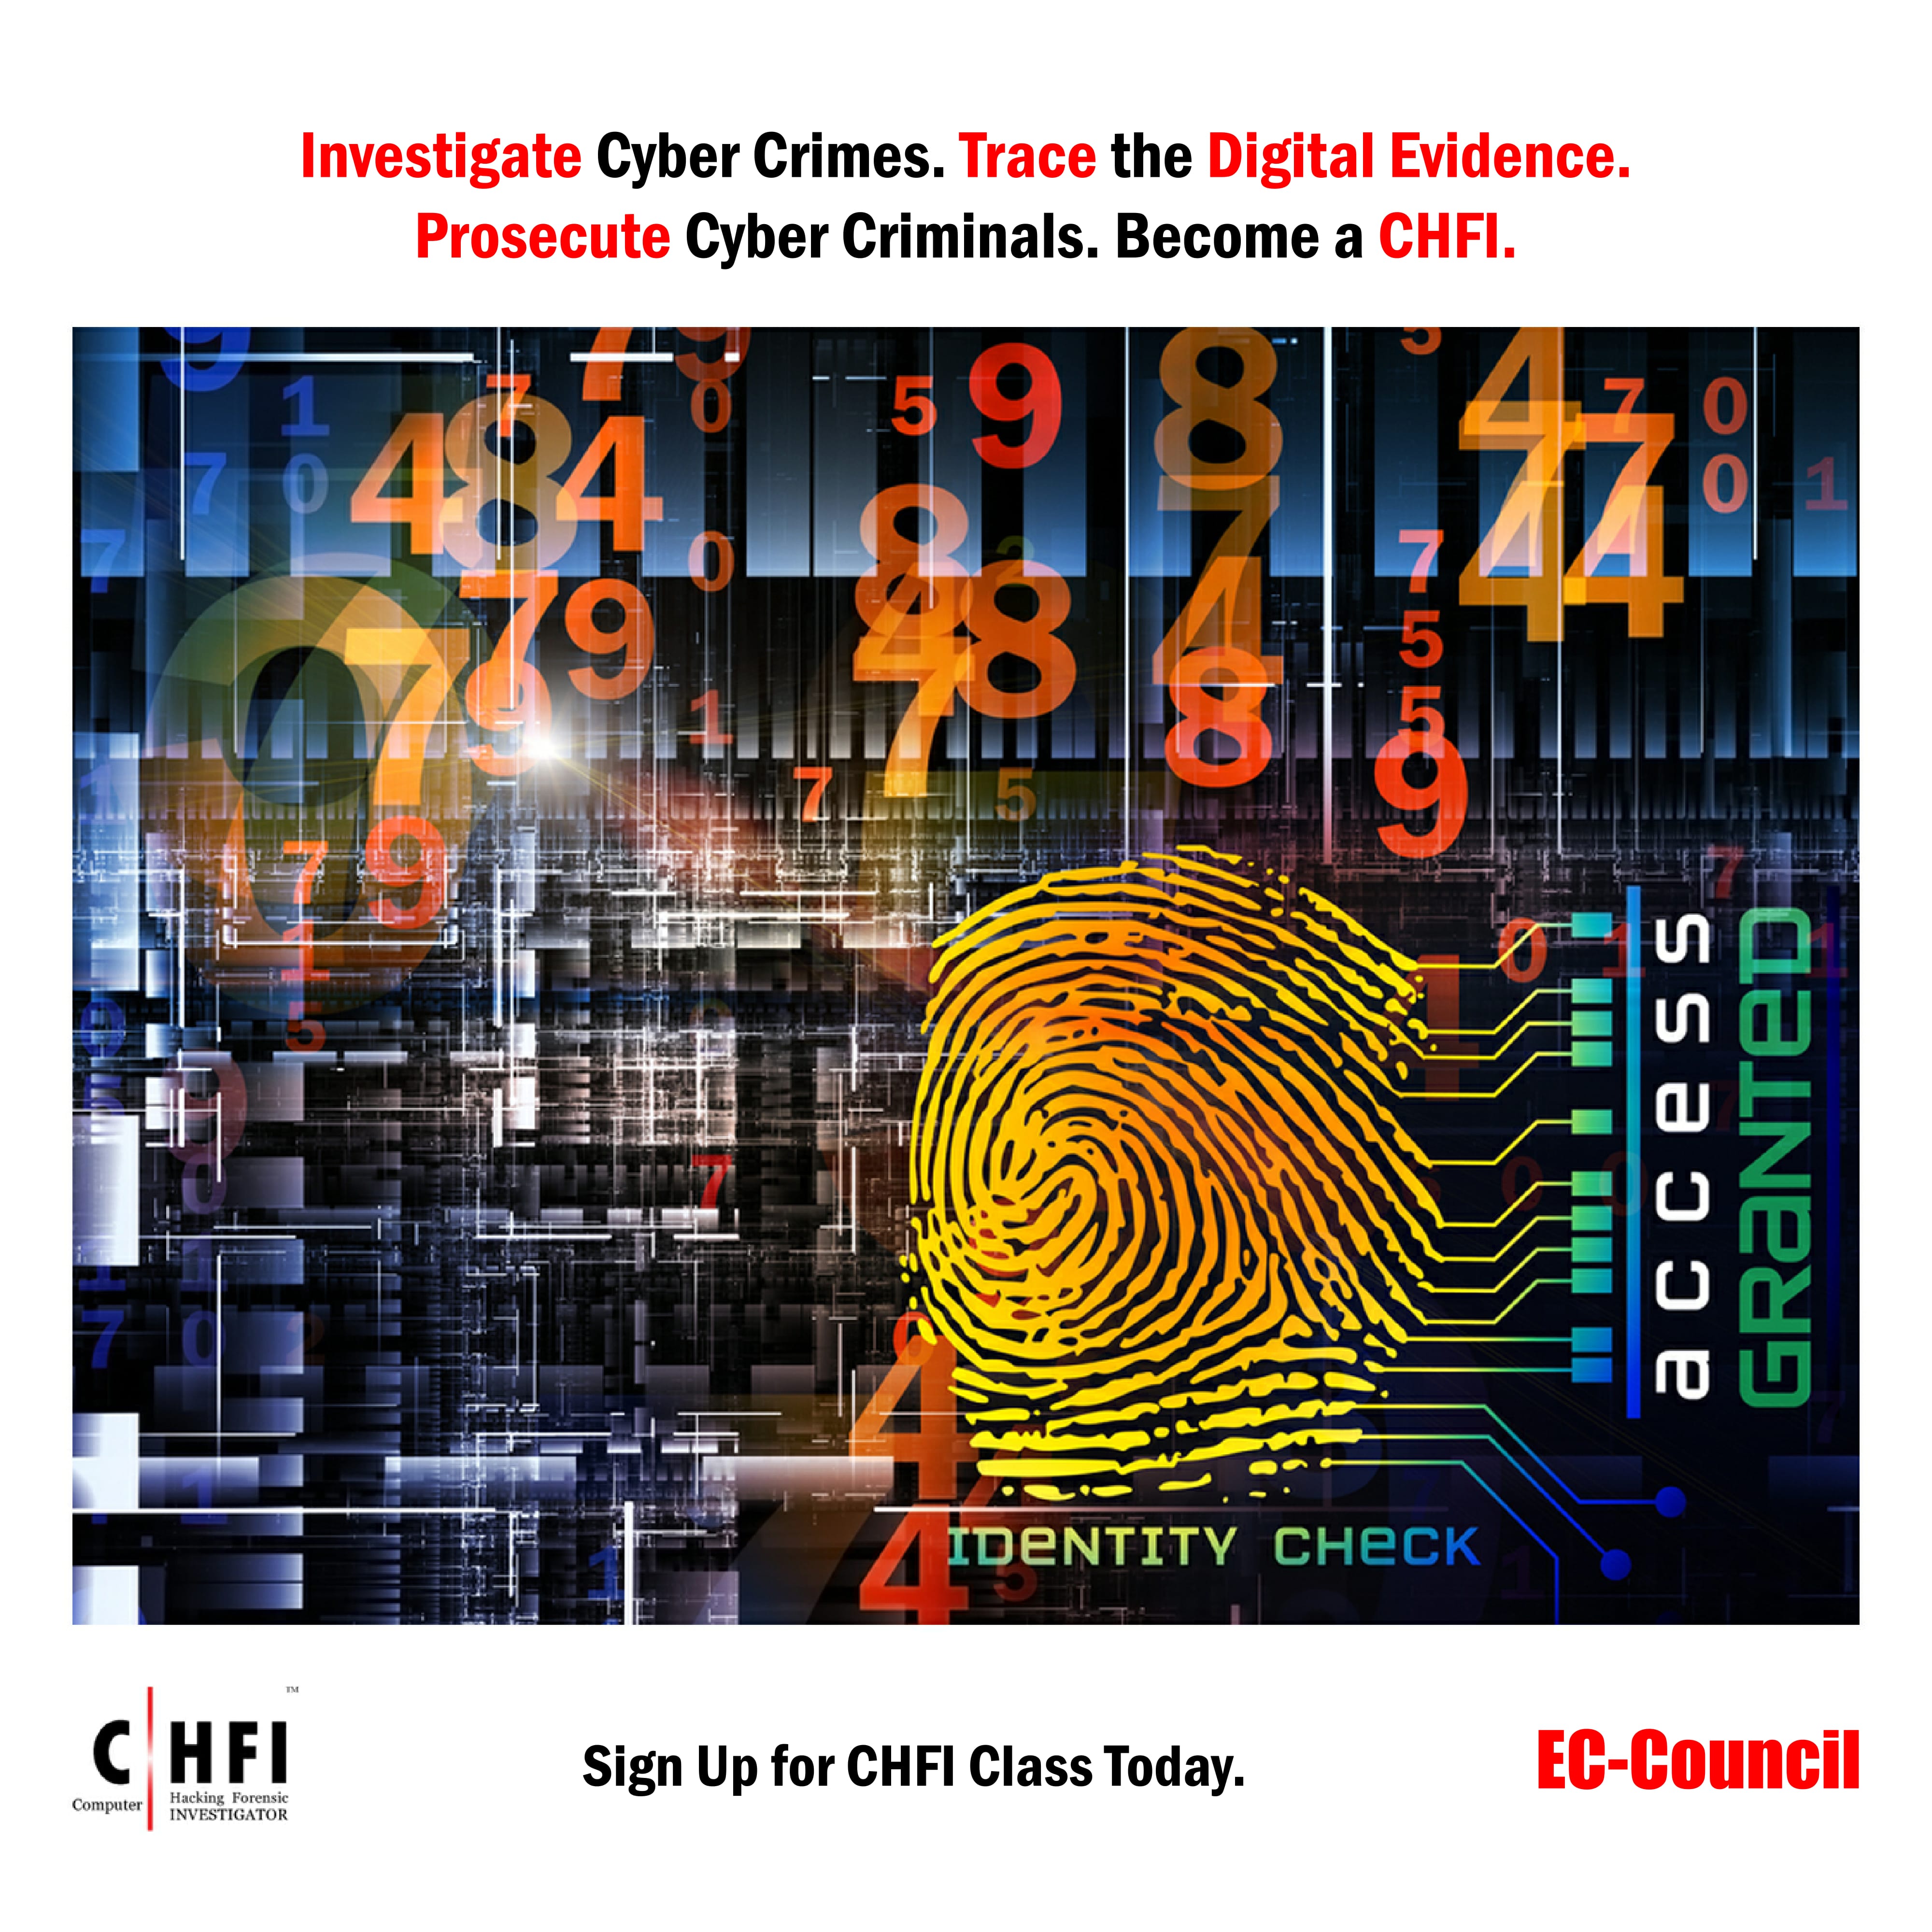 Investigate Cyber Crimes. Trace the Digital Evidence.
Prosecute Cyber Criminals. Become a CHFI.
access
GRaNTeD
IDeNTITY CHeCK
CHFI
TM
Computer
Hacking Forensic
INVESTIGATOR
Sign Up for CHFI Class Today.
EC-Council